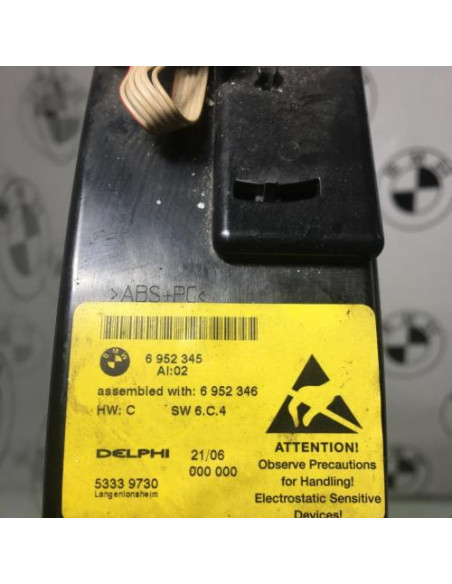 >ABS+PC<
BMW
6 952 345
AI:02
assembled with: 6 952 346
HW: C SW 6.C.4
DELPHI 21/06
000 000
5333 9730
Langenlonsheim
ATTENTION!
Observe Precautions
for Handling!
Electrostatic Sensitive
Devices!